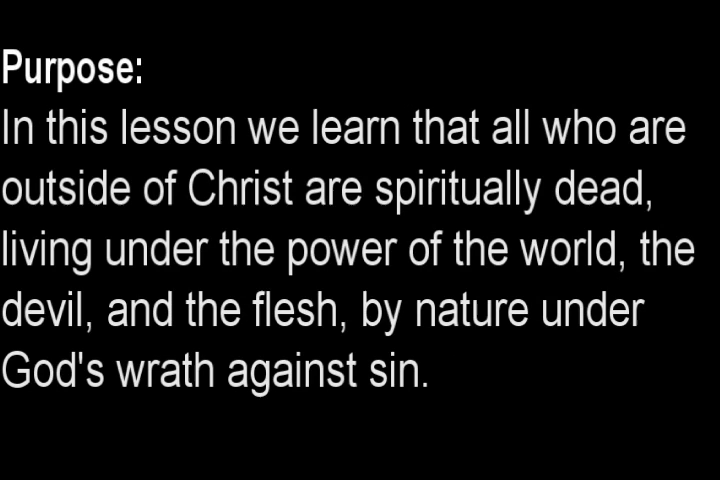 Purpose:
In this lesson we learn that all who are
outside of Christ are spiritually dead,
living under the power of the world, the
devil, and the flesh, by nature under
God's wrath against sin.